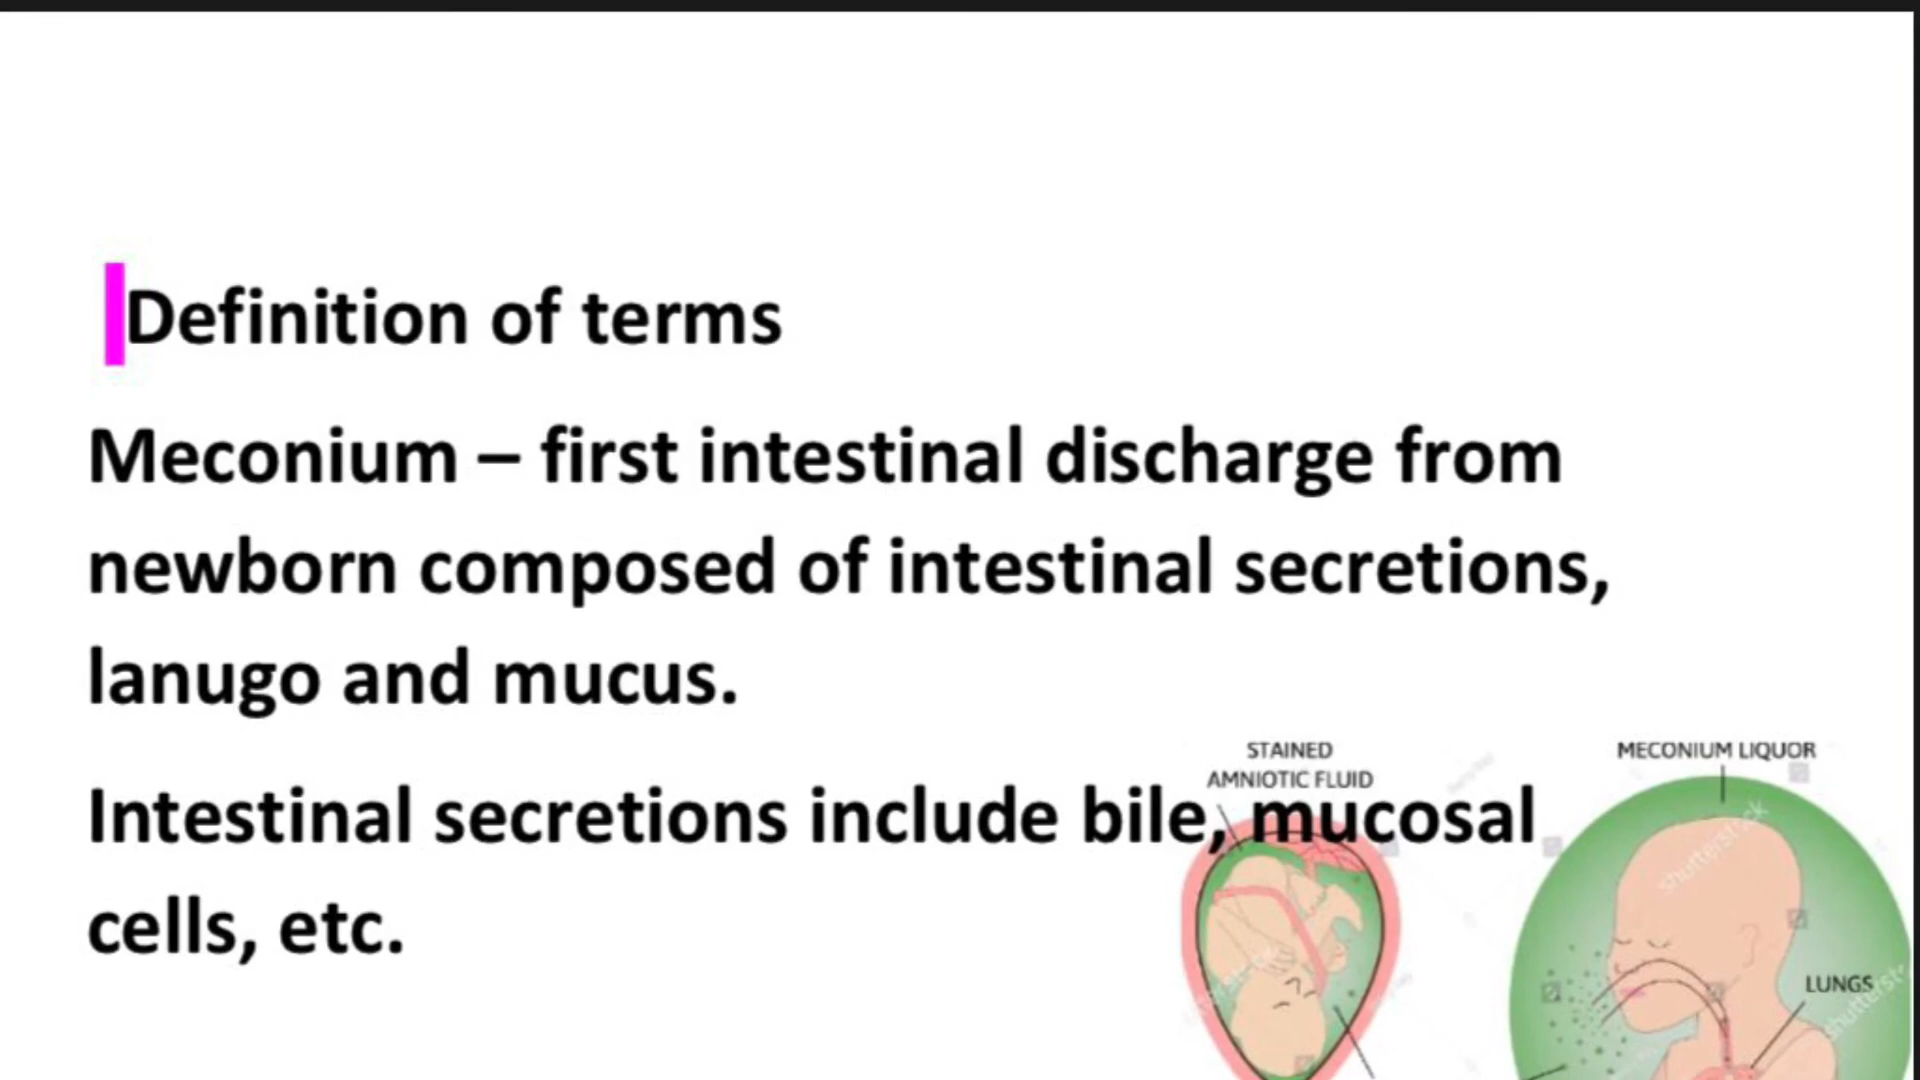 Definition of terms
Meconium – first intestinal discharge from
newborn composed of intestinal secretions,
lanugo and mucus.
Intestinal secretions include bile, mucosal
cells, etc.
STAINED
AMNIOTIC FLUID
MECONIUM LIQUOR
LUNGS
shutterstock